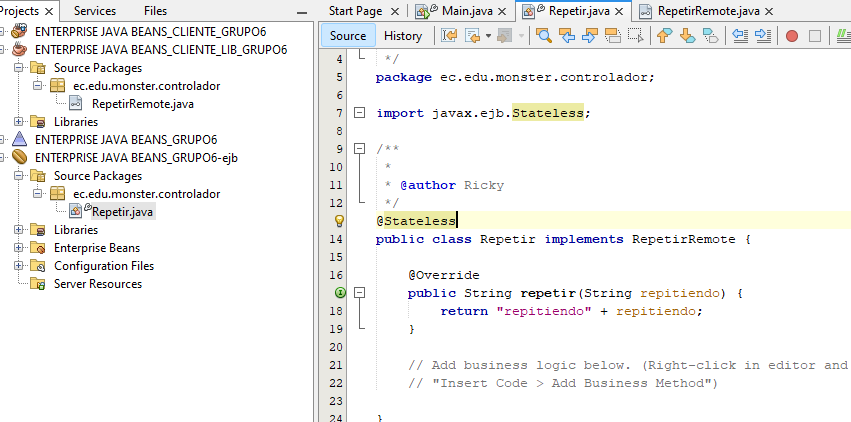 Projects
Services
Files
ENTERPRISE JAVA BEANS_CLIENTE_GRUPO6
ENTERPRISE JAVA BEANS_CLIENTE_LIB_GRUPO6
Source Packages
ec.edu.monster.controlador
RepetirRemote.java
Libraries
ENTERPRISE JAVA BEANS_GRUPO6
ENTERPRISE JAVA BEANS_GRUPO6-ejb
Source Packages
ec.edu.monster.controlador
Repetir.java
Libraries
Enterprise Beans
Configuration Files
Server Resources
Start Page
Main.java
Repetir.java
RepetirRemote.java
Source
History
4 */
5 package ec.edu.monster.controlador;
6
7 import javax.ejb.Stateless;
8
9 /**
10 *
11 * @author Ricky
12 */
@Stateless
14 public class Repetir implements RepetirRemote {
15
16 @Override
public String repetir(String repitiendo) {
18 return "repitiendo" + repitiendo;
19 }
20
21 // Add business logic below. (Right-click in editor and
22 // "Insert Code > Add Business Method")
23
24 }